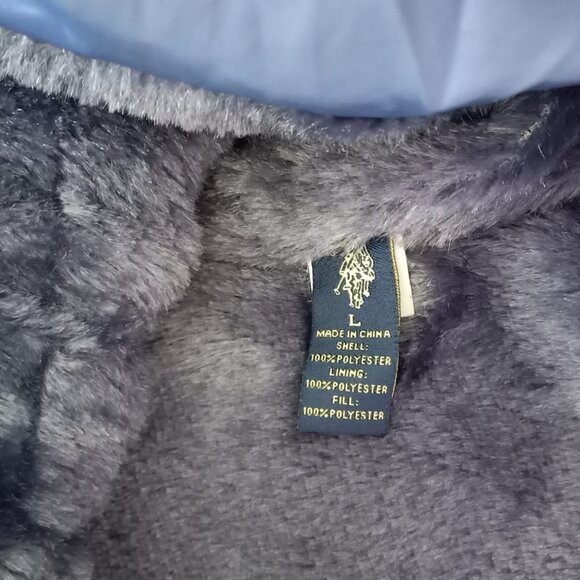 L
MADE IN CHINA
SHELL:
100% POLYESTER
LINING:
100% POLYESTER
FILL:
100% POLYESTER